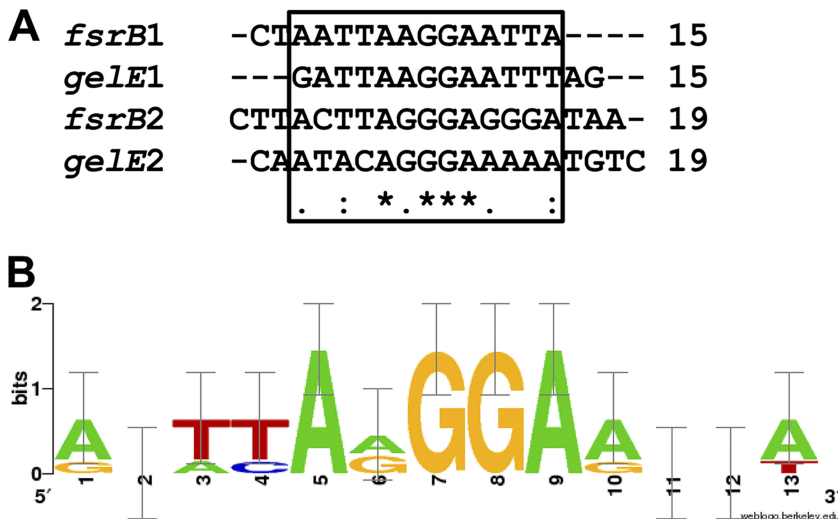 A
fsrB1 -CTAATTAAGGAATTA---- 15
gelE1 ---GATTAAGGAATTTAG-- 15
fsrB2 CTTACTTAGGGAGGGATAA- 19
gelE2 -CAATACAGGGAAAAATGTC 19
. : *.***.  :
B
2
bits
1
0
A T T A A G G A A A
G A C G G T
5′ 1 2 3 4 5 6 7 8 9 10 11 12 13 3′
weblogo.berkeley.edu